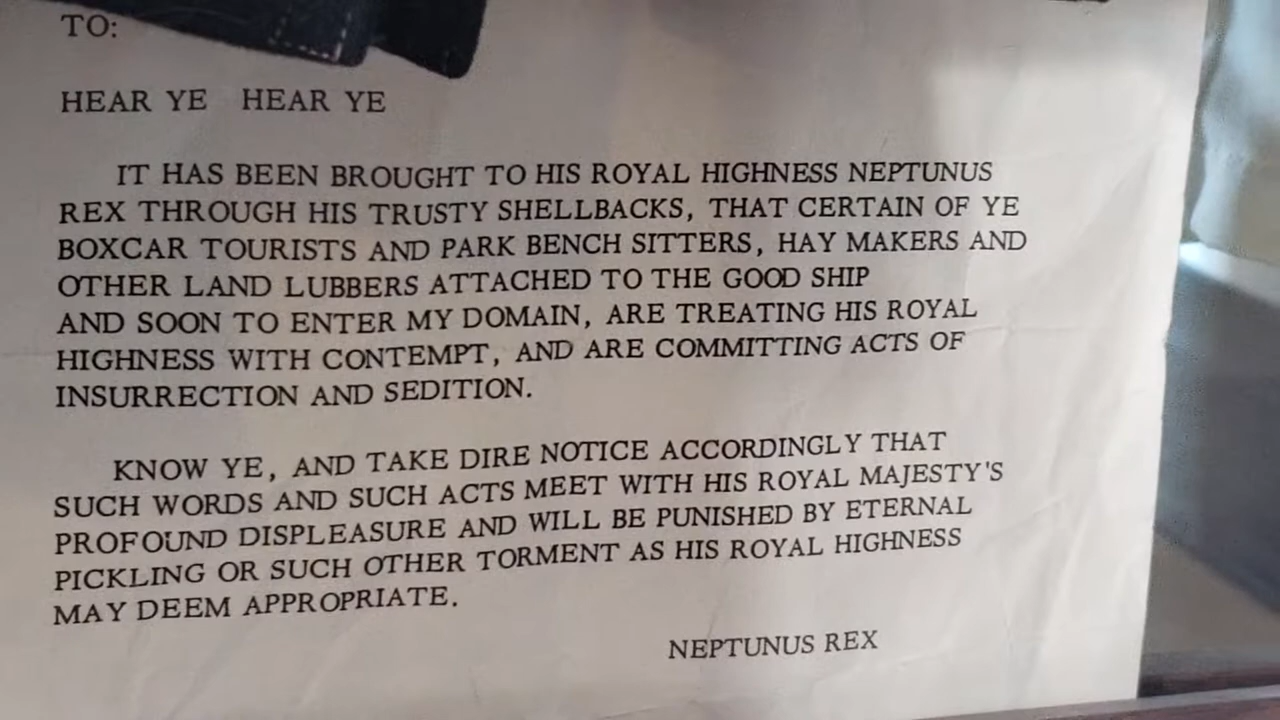 TO:
HEAR YE HEAR YE
IT HAS BEEN BROUGHT TO HIS ROYAL HIGHNESS NEPTUNUS
REX THROUGH HIS TRUSTY SHELLBACKS, THAT CERTAIN OF YE
BOXCAR TOURISTS AND PARK BENCH SITTERS, HAY MAKERS AND
OTHER LAND LUBBERS ATTACHED TO THE GOOD SHIP
AND SOON TO ENTER MY DOMAIN, ARE TREATING HIS ROYAL
HIGHNESS WITH CONTEMPT, AND ARE COMMITTING ACTS OF
INSURRECTION AND SEDITION.
KNOW YE, AND TAKE DIRE NOTICE ACCORDINGLY THAT
SUCH WORDS AND SUCH ACTS MEET WITH HIS ROYAL MAJESTY'S
PROFOUND DISPLEASURE AND WILL BE PUNISHED BY ETERNAL
PICKLING OR SUCH OTHER TORMENT AS HIS ROYAL HIGHNESS
MAY DEEM APPROPRIATE.
NEPTUNUS REX